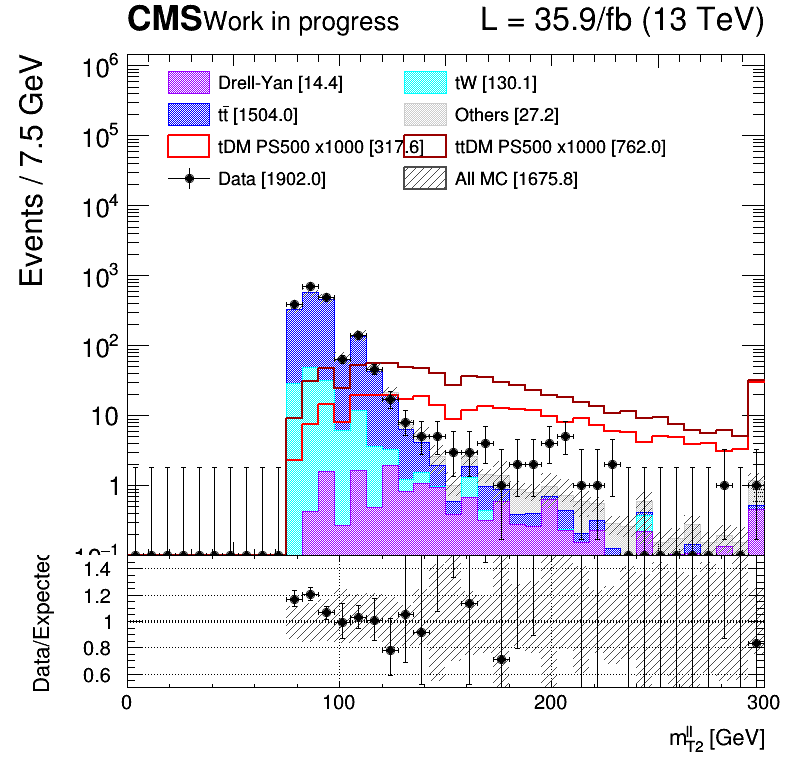 CMS Work in progress L = 35.9/fb (13 TeV)
Events / 7.5 GeV
10⁶
10⁵
10⁴
10³
10²
10
1
10⁻¹
Drell-Yan [14.4]
tW [130.1]
tt̄ [1504.0]
Others [27.2]
tDM PS500 x1000 [317.6]
ttDM PS500 x1000 [762.0]
Data [1902.0]
All MC [1675.8]
Data/Expected
1.4
1.2
1
0.8
0.6
0 100 200 300
m_{T2}^{ll} [GeV]